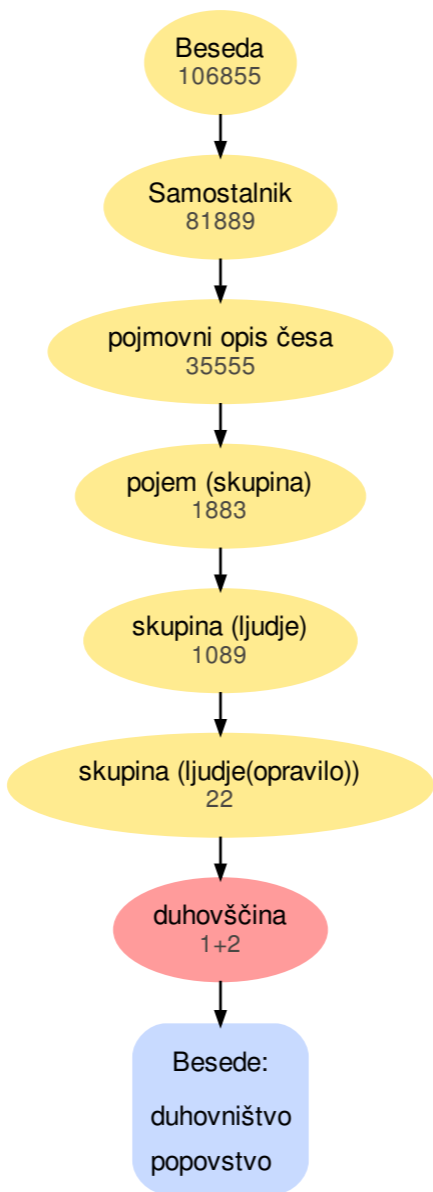 Beseda
106855
Samostalnik
81889
pojmovni opis česa
35555
pojem (skupina)
1883
skupina (ljudje)
1089
skupina (ljudje(opravilo))
22
duhovščina
1+2
Besede:
duhovništvo
popovstvo